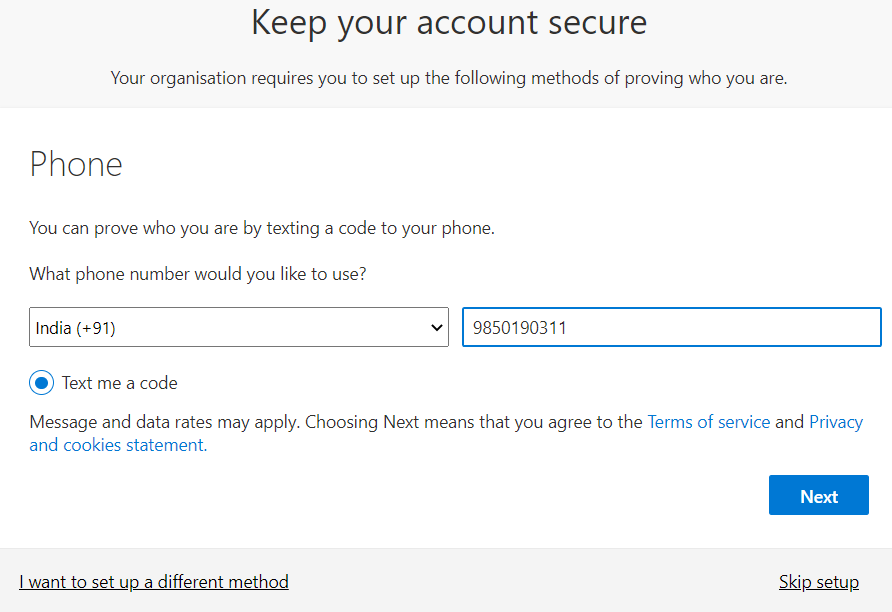 Keep your account secure
Your organisation requires you to set up the following methods of proving who you are.
Phone
You can prove who you are by texting a code to your phone.
What phone number would you like to use?
India (+91) 9850190311
Text me a code
Message and data rates may apply. Choosing Next means that you agree to the Terms of service and Privacy
and cookies statement.
Next
I want to set up a different method Skip setup